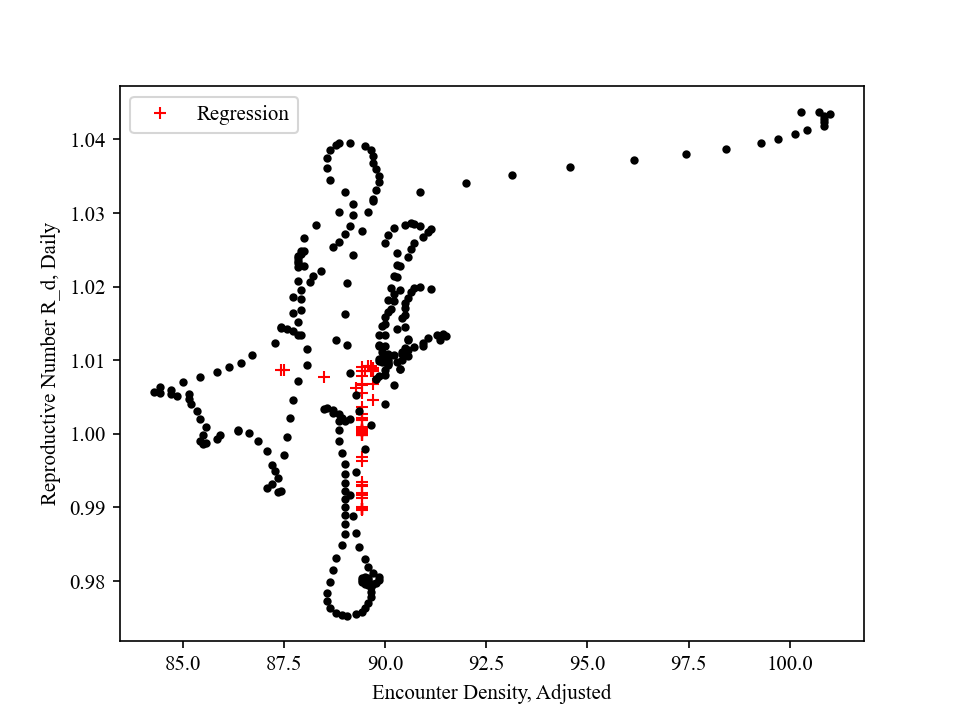 Regression
1.04
1.03
1.02
1.01
1.00
0.99
0.98
Reproductive Number R_d, Daily
85.0 87.5 90.0 92.5 95.0 97.5 100.0
Encounter Density, Adjusted